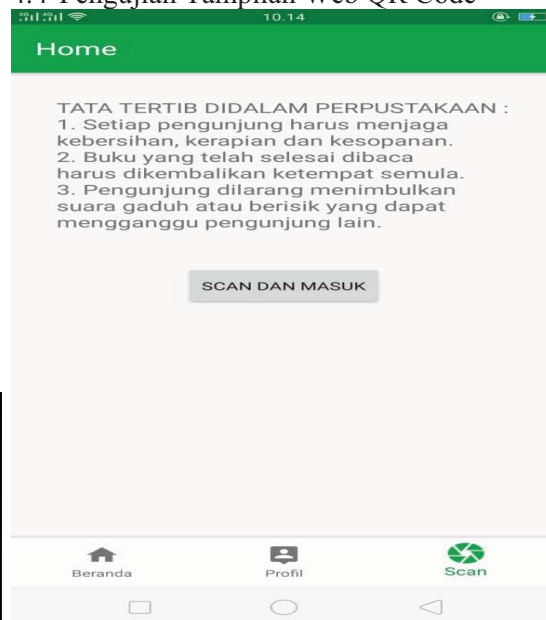 4.4 Pengujian Tampilan Web QR Code
10.14
Home
TATA TERTIB DIDALAM PERPUSTAKAAN :
1. Setiap pengunjung harus menjaga
kebersihan, kerapian dan kesopanan.
2. Buku yang telah selesai dibaca
harus dikembalikan ketempat semula.
3. Pengunjung dilarang menimbulkan
suara gaduh atau berisik yang dapat
mengganggu pengunjung lain.
SCAN DAN MASUK
Beranda Profil Scan